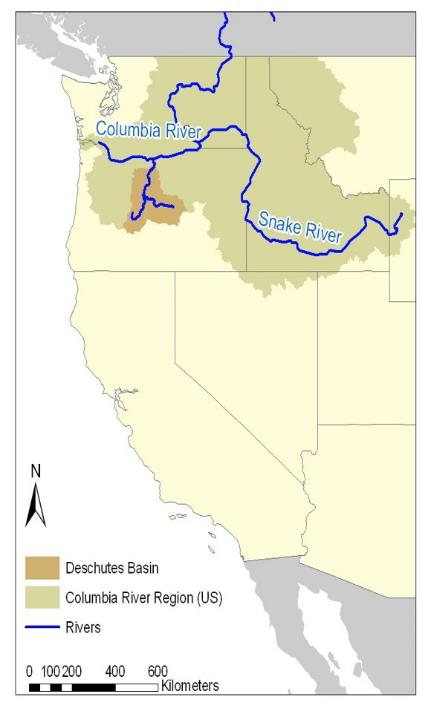 Columbia River
Snake River
N
Deschutes Basin
Columbia River Region (US)
Rivers
0 100 200 400 600
Kilometers